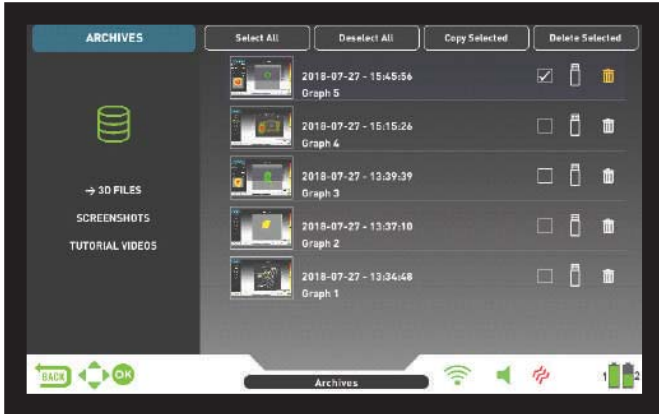 ARCHIVES
Select All
Deselect All
Copy Selected
Delete Selected
2018-07-27 - 15:45:56
Graph 5
2018-07-27 - 15:15:26
Graph 4
→ 3D FILES
2018-07-27 - 13:39:39
Graph 3
SCREENSHOTS
2018-07-27 - 13:37:10
Graph 2
TUTORIAL VIDEOS
2018-07-27 - 13:34:48
Graph 1
BACK
OK
Archives
1
2